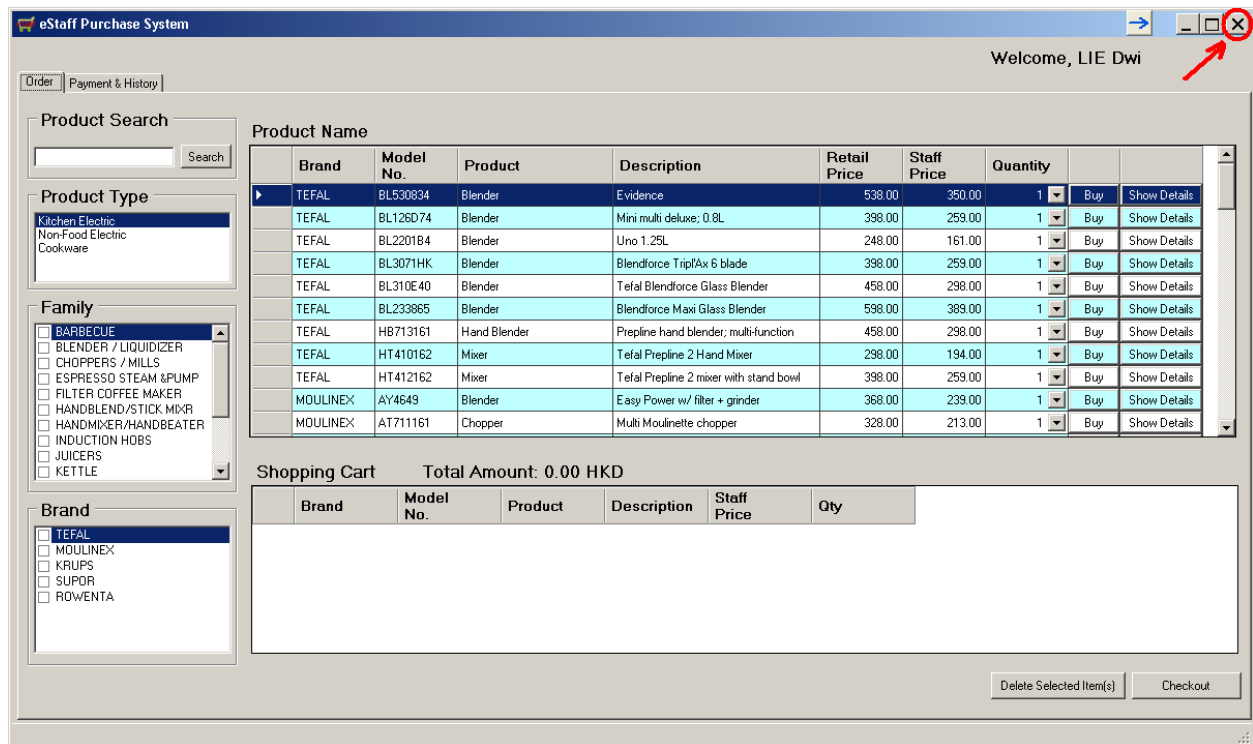 eStaff Purchase System
Welcome, LIE Dwi
Order Payment & History
Product Search
Search
Product Type
Kitchen Electric
Non-Food Electric
Cookware
Family
BARBECUE
BLENDER / LIQUIDIZER
CHOPPERS / MILLS
ESPRESSO STEAM &PUMP
FILTER COFFEE MAKER
HANDBLEND/STICK MIXR
HANDMIXER/HANDBEATER
INDUCTION HOBS
JUICERS
KETTLE
Brand
TEFAL
MOULINEX
KRUPS
SUPOR
ROWENTA
Product Name
Brand Model No. Product Description Retail Price Staff Price Quantity
TEFAL BL530834 Blender Evidence 538.00 350.00 1 Buy Show Details
TEFAL BL126D74 Blender Mini multi deluxe; 0.8L 398.00 259.00 1 Buy Show Details
TEFAL BL2201B4 Blender Uno 1.25L 248.00 161.00 1 Buy Show Details
TEFAL BL3071HK Blender Blendforce Tripl'Ax 6 blade 398.00 259.00 1 Buy Show Details
TEFAL BL310E40 Blender Tefal Blendforce Glass Blender 458.00 298.00 1 Buy Show Details
TEFAL BL233865 Blender Blendforce Maxi Glass Blender 598.00 389.00 1 Buy Show Details
TEFAL HB713161 Hand Blender Prepline hand blender; multi-function 458.00 298.00 1 Buy Show Details
TEFAL HT410162 Mixer Tefal Prepline 2 Hand Mixer 298.00 194.00 1 Buy Show Details
TEFAL HT412162 Mixer Tefal Prepline 2 mixer with stand bowl 398.00 259.00 1 Buy Show Details
MOULINEX AY4649 Blender Easy Power w/ filter + grinder 368.00 239.00 1 Buy Show Details
MOULINEX AT711161 Chopper Multi Moulinette chopper 328.00 213.00 1 Buy Show Details
Shopping Cart Total Amount: 0.00 HKD
Brand Model No. Product Description Staff Price Qty
Delete Selected Item(s) Checkout